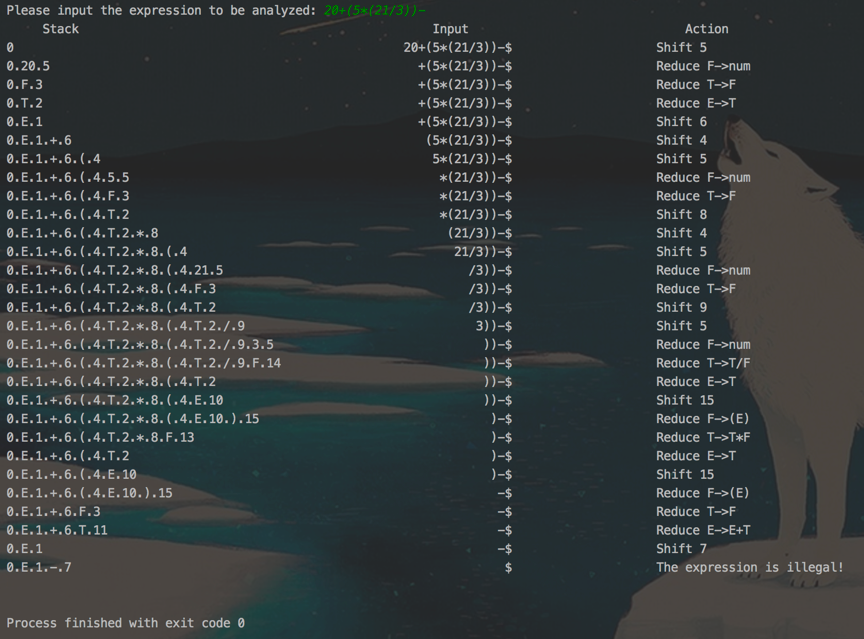 Please input the expression to be analyzed: 20+(5*(21/3))-
Stack Input Action
0 20+(5*(21/3))-$ Shift 5
0.20.5 +(5*(21/3))-$ Reduce F->num
0.F.3 +(5*(21/3))-$ Reduce T->F
0.T.2 +(5*(21/3))-$ Reduce E->T
0.E.1 +(5*(21/3))-$ Shift 6
0.E.1.+.6 (5*(21/3))-$ Shift 4
0.E.1.+.6.(.4 5*(21/3))-$ Shift 5
0.E.1.+.6.(.4.5.5 *(21/3))-$ Reduce F->num
0.E.1.+.6.(.4.F.3 *(21/3))-$ Reduce T->F
0.E.1.+.6.(.4.T.2 *(21/3))-$ Shift 8
0.E.1.+.6.(.4.T.2.*.8 (21/3))-$ Shift 4
0.E.1.+.6.(.4.T.2.*.8.(.4 21/3))-$ Shift 5
0.E.1.+.6.(.4.T.2.*.8.(.4.21.5 /3))-$ Reduce F->num
0.E.1.+.6.(.4.T.2.*.8.(.4.F.3 /3))-$ Reduce T->F
0.E.1.+.6.(.4.T.2.*.8.(.4.T.2 /3))-$ Shift 9
0.E.1.+.6.(.4.T.2.*.8.(.4.T.2./.9 3))-$ Shift 5
0.E.1.+.6.(.4.T.2.*.8.(.4.T.2./.9.3.5 ))-$ Reduce F->num
0.E.1.+.6.(.4.T.2.*.8.(.4.T.2./.9.F.14 ))-$ Reduce T->T/F
0.E.1.+.6.(.4.T.2.*.8.(.4.T.2 ))-$ Reduce E->T
0.E.1.+.6.(.4.T.2.*.8.(.4.E.10 ))-$ Shift 15
0.E.1.+.6.(.4.T.2.*.8.(.4.E.10.).15 )-$ Reduce F->(E)
0.E.1.+.6.(.4.T.2.*.8.F.13 )-$ Reduce T->T*F
0.E.1.+.6.(.4.T.2 )-$ Reduce E->T
0.E.1.+.6.(.4.E.10 )-$ Shift 15
0.E.1.+.6.(.4.E.10.).15 -$ Reduce F->(E)
0.E.1.+.6.F.3 -$ Reduce T->F
0.E.1.+.6.T.11 -$ Reduce E->E+T
0.E.1 -$ Shift 7
0.E.1.-.7 $ The expression is illegal!
Process finished with exit code 0